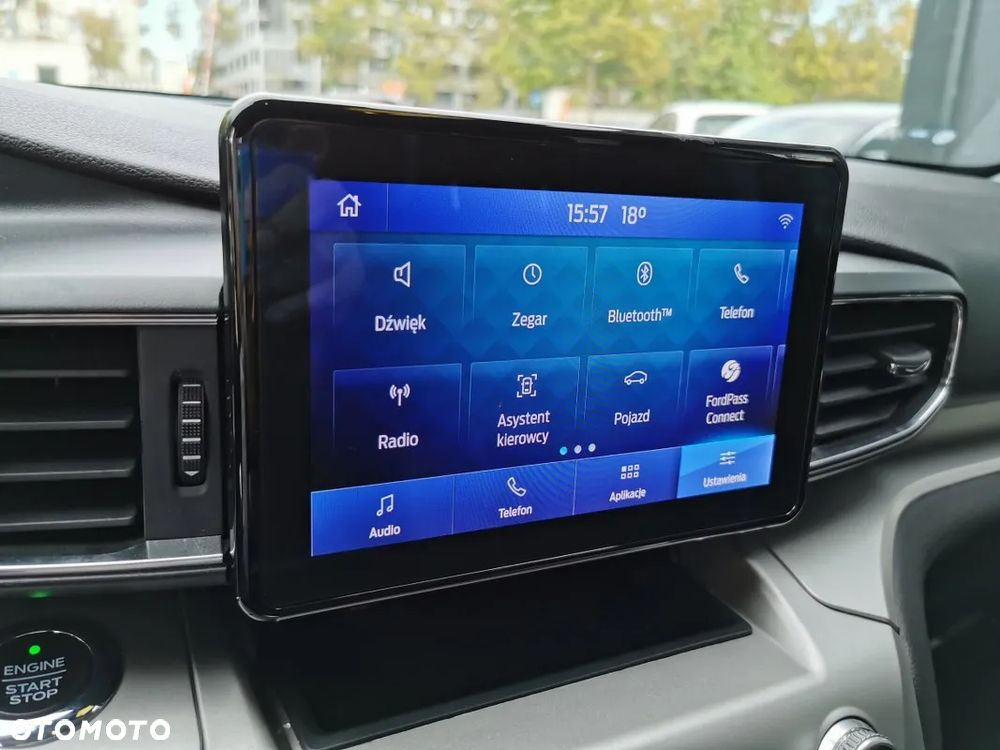 15:57 18°
Dźwięk
Zegar
Bluetooth™
Telefon
Radio
Asystent
kierowcy
Pojazd
FordPass
Connect
Audio
Telefon
Aplikacje
Ustawienia
ENGINE
START
STOP
OTOMOTO